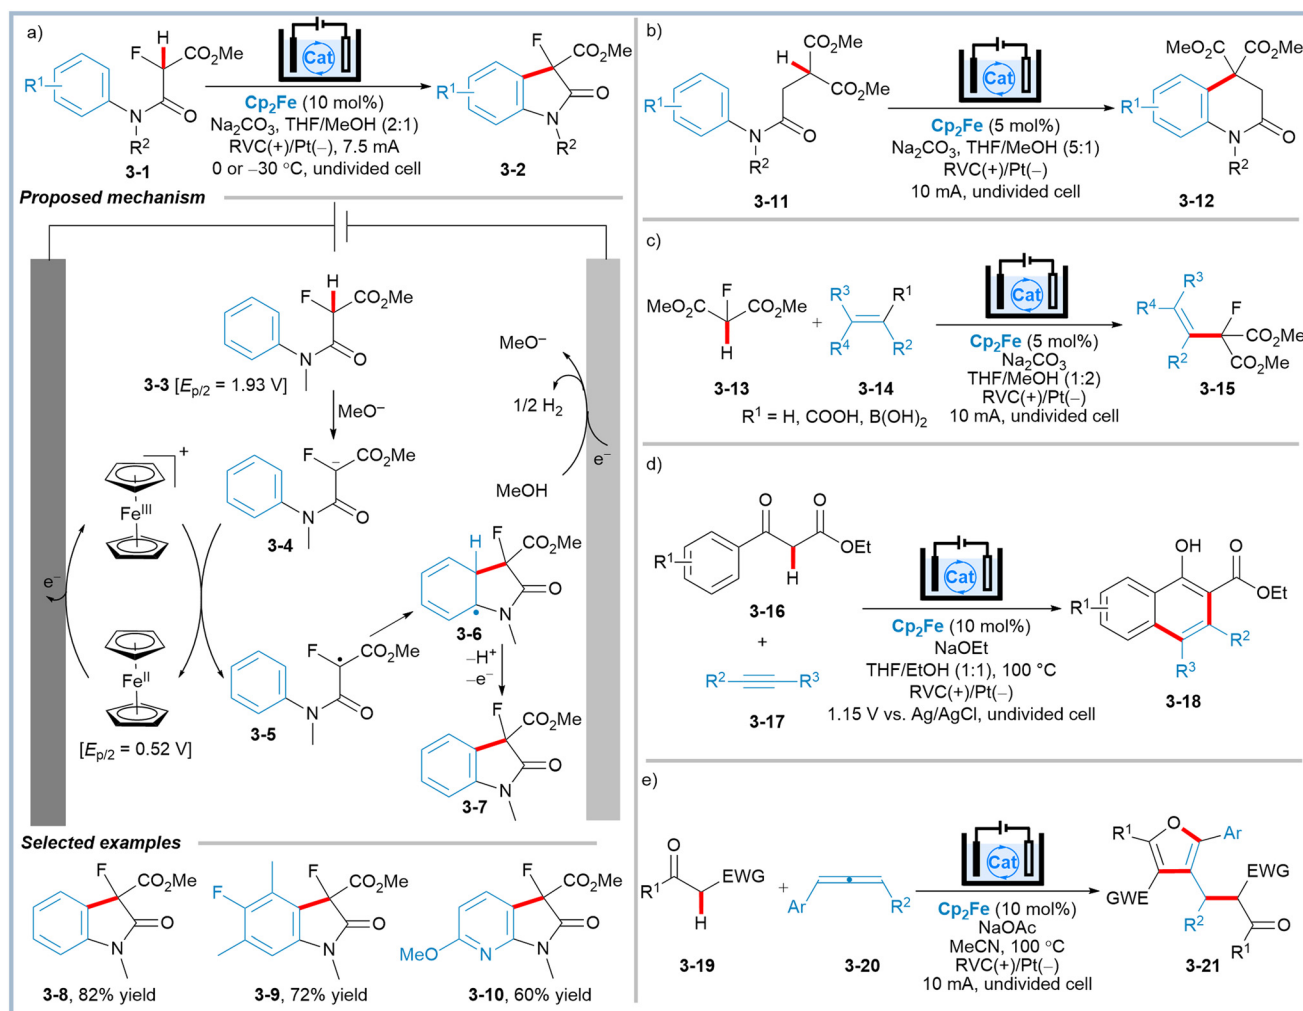 a)
H
F
CO₂Me
R¹
N
O
R²
3-1
Cat
Cp₂Fe (10 mol%)
Na₂CO₃, THF/MeOH (2:1)
RVC(+)/Pt(–), 7.5 mA
0 or –30 °C, undivided cell
F
CO₂Me
R¹
O
N
R²
3-2
Proposed mechanism
H
F
CO₂Me
N
O
3-3 [Ep/2 = 1.93 V]
MeO⁻
F
–
CO₂Me
N
O
3-4
+
Feᴵᴵᴵ
e⁻
Feᴵᴵ
[Ep/2 = 0.52 V]
F
•
CO₂Me
N
O
3-5
H
F
CO₂Me
O
N
•
3-6
–H⁺
–e⁻
F
CO₂Me
O
N
3-7
MeO⁻
1/2 H₂
e⁻
MeOH
Selected examples
F
CO₂Me
O
N
3-8, 82% yield
F
F
CO₂Me
O
N
3-9, 72% yield
F
CO₂Me
O
MeO
N
N
3-10, 60% yield
b)
CO₂Me
H
CO₂Me
R¹
N
O
R²
3-11
Cat
Cp₂Fe (5 mol%)
Na₂CO₃, THF/MeOH (5:1)
RVC(+)/Pt(–)
10 mA, undivided cell
MeO₂C
CO₂Me
R¹
N
O
R²
3-12
c)
F
MeO₂C
CO₂Me
H
3-13
+
R³
R¹
R⁴
R²
3-14
R¹ = H, COOH, B(OH)₂
Cat
Cp₂Fe (5 mol%)
Na₂CO₃
THF/MeOH (1:2)
RVC(+)/Pt(–)
10 mA, undivided cell
R³
R⁴
F
CO₂Me
R²
CO₂Me
3-15
d)
O
O
R¹
OEt
H
3-16
+
R²
R³
3-17
Cat
Cp₂Fe (10 mol%)
NaOEt
THF/EtOH (1:1), 100 °C
RVC(+)/Pt(–)
1.15 V vs. Ag/AgCl, undivided cell
OH
O
R¹
OEt
R²
R³
3-18
e)
O
R¹
EWG
H
3-19
+
•
Ar
R²
3-20
Cat
Cp₂Fe (10 mol%)
NaOAc
MeCN, 100 °C
RVC(+)/Pt(–)
10 mA, undivided cell
R¹
O
Ar
EWG
GWE
R²
O
R¹
3-21